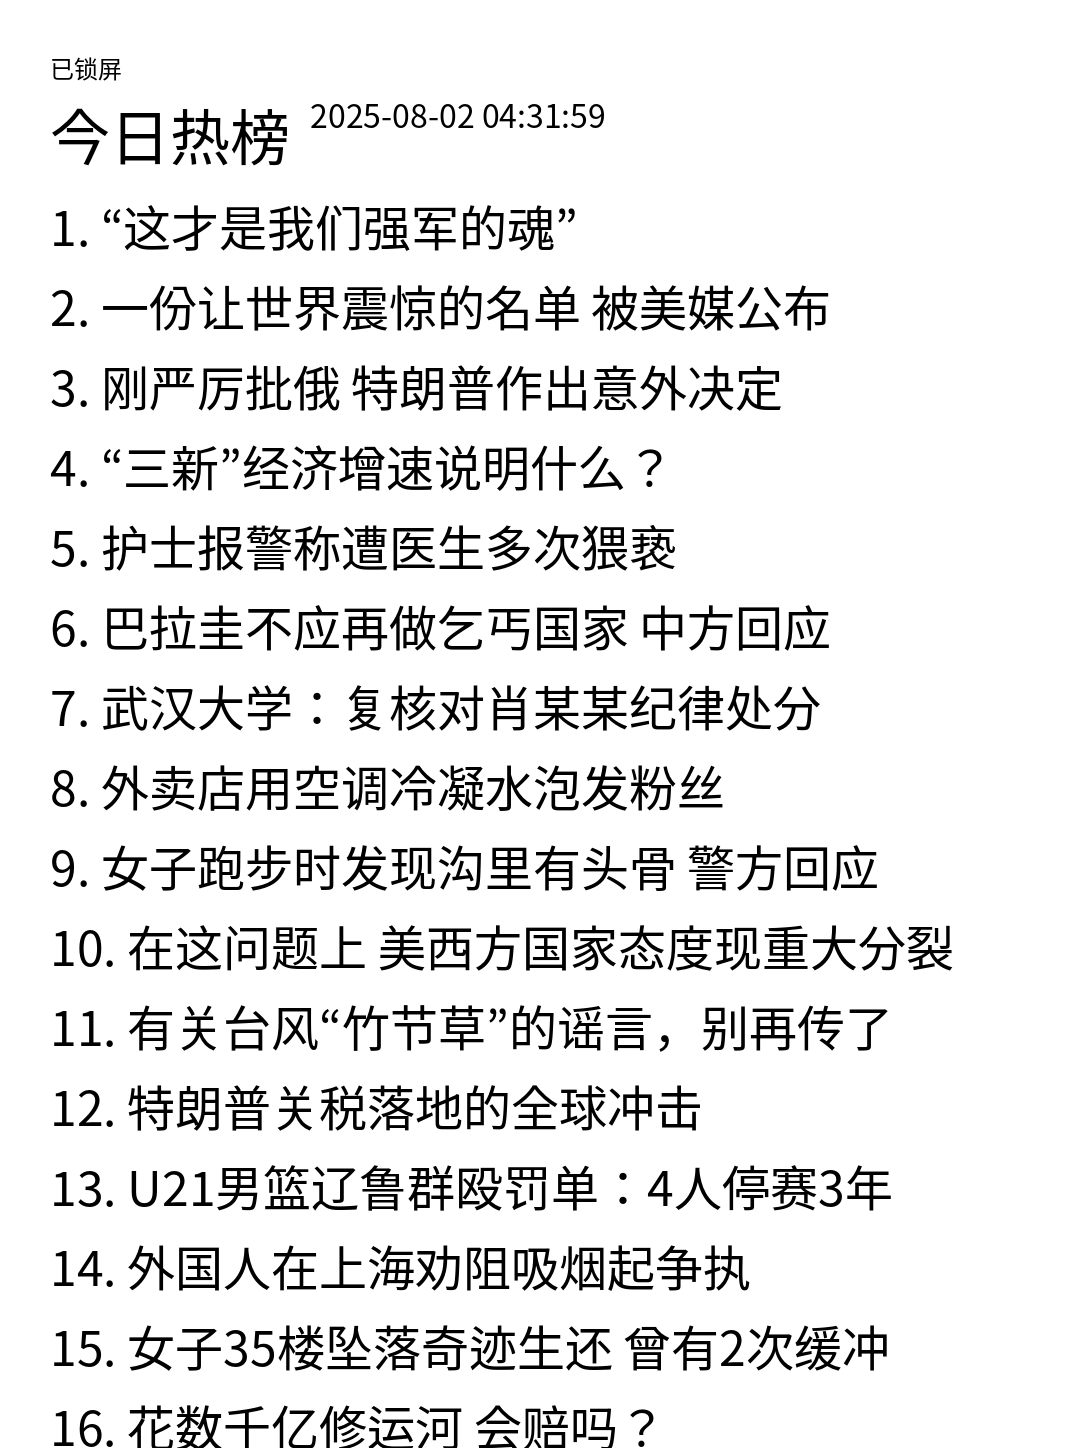 已锁屏
今日热榜 2025-08-02 04:31:59
1. “这才是我们强军的魂”
2. 一份让世界震惊的名单 被美媒公布
3. 刚严厉批俄 特朗普作出意外决定
4. “三新”经济增速说明什么？
5. 护士报警称遭医生多次猥亵
6. 巴拉圭不应再做乞丐国家 中方回应
7. 武汉大学：复核对肖某某纪律处分
8. 外卖店用空调冷凝水泡发粉丝
9. 女子跑步时发现沟里有头骨 警方回应
10. 在这问题上 美西方国家态度现重大分裂
11. 有关台风“竹节草”的谣言，别再传了
12. 特朗普关税落地的全球冲击
13. U21男篮辽鲁群殴罚单：4人停赛3年
14. 外国人在上海劝阻吸烟起争执
15. 女子35楼坠落奇迹生还 曾有2次缓冲
16. 花数千亿修运河 会赔吗？